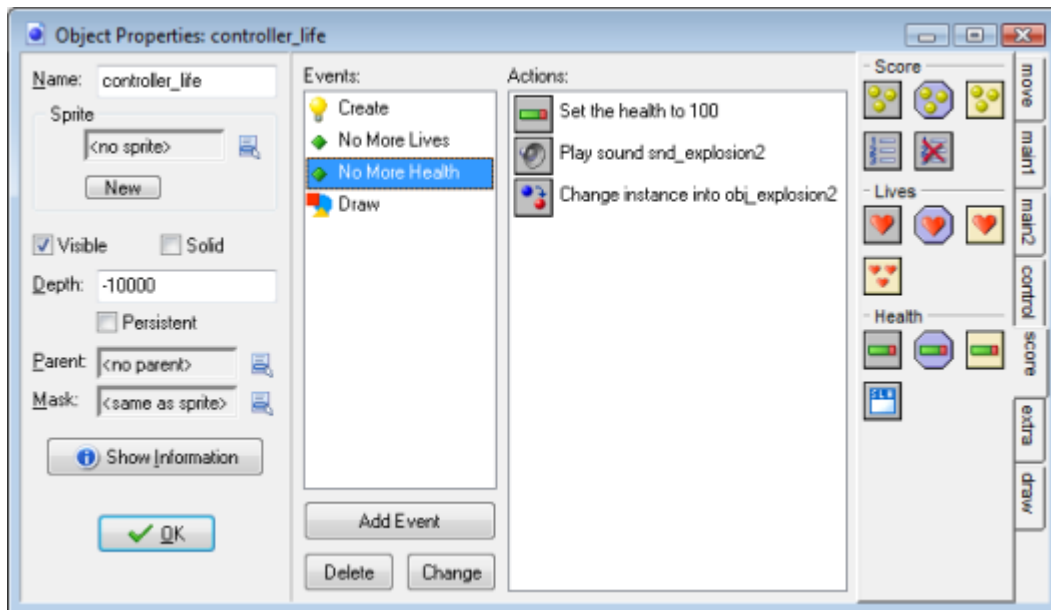 Object Properties: controller_life
Name: controller_life
Sprite
<no sprite>
New
Visible
Solid
Depth: -10000
Persistent
Parent: <no parent>
Mask: <same as sprite>
Show Information
OK
Events:
Create
No More Lives
No More Health
Draw
Add Event
Delete
Change
Actions:
Set the health to 100
Play sound snd_explosion2
Change instance into obj_explosion2
Score
Lives
Health
move
main1
main2
control
score
extra
draw